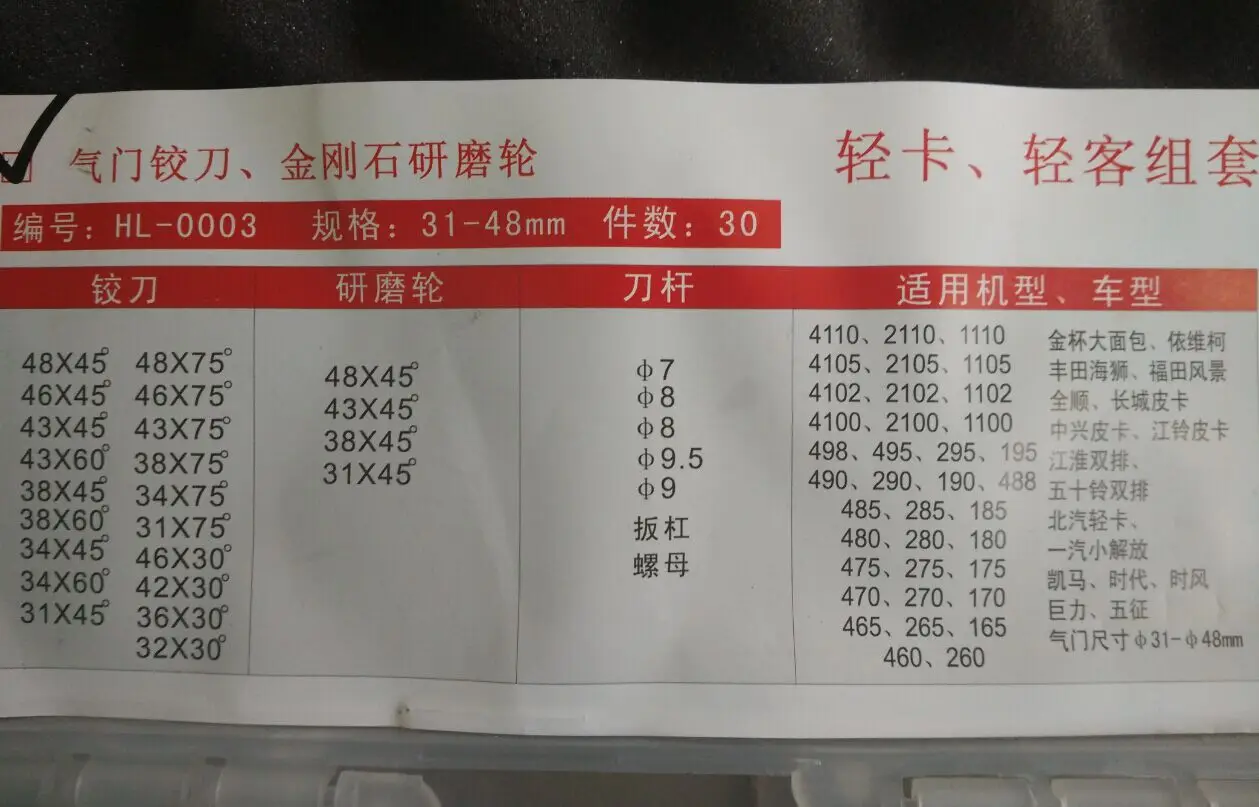 气门铰刀、金刚石研磨轮
轻卡、轻客组套
编号：HL-0003 规格：31-48mm 件数：30
铰刀 研磨轮 刀杆 适用机型、车型
48X45° 48X75°
46X45° 46X75°
43X45° 43X75°
43X60° 38X75°
38X45° 34X75°
38X60° 31X75°
34X45° 46X30°
34X60° 42X30°
31X45° 36X30°
32X30°
48X45°
43X45°
38X45°
31X45°
φ7
φ8
φ8
φ9.5
φ9
扳杠
螺母
4110、2110、1110
4105、2105、1105
4102、2102、1102
4100、2100、1100
498、495、295、195
490、290、190、488
485、285、185
480、280、180
475、275、175
470、270、170
465、265、165
460、260
金杯大面包、依维柯
丰田海狮、福田风景
全顺、长城皮卡
中兴皮卡、江铃皮卡
江淮双排、
五十铃双排
北汽轻卡、
一汽小解放
凯马、时代、时风
巨力、五征
气门尺寸φ31-φ48mm